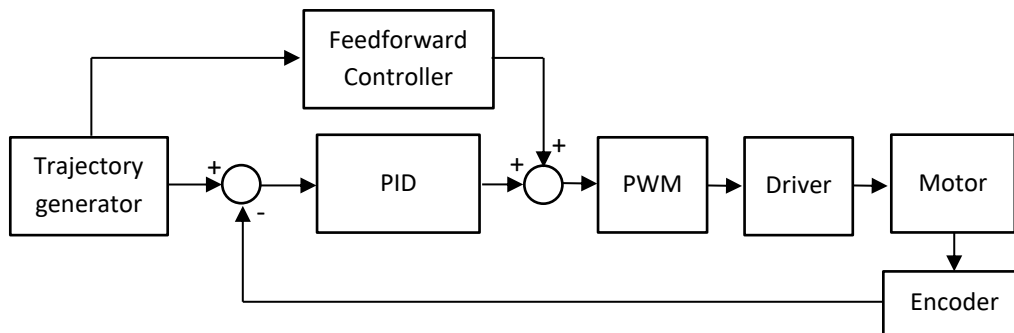 Feedforward
Controller
Trajectory
generator
+
-
PID
+
+
PWM
Driver
Motor
Encoder